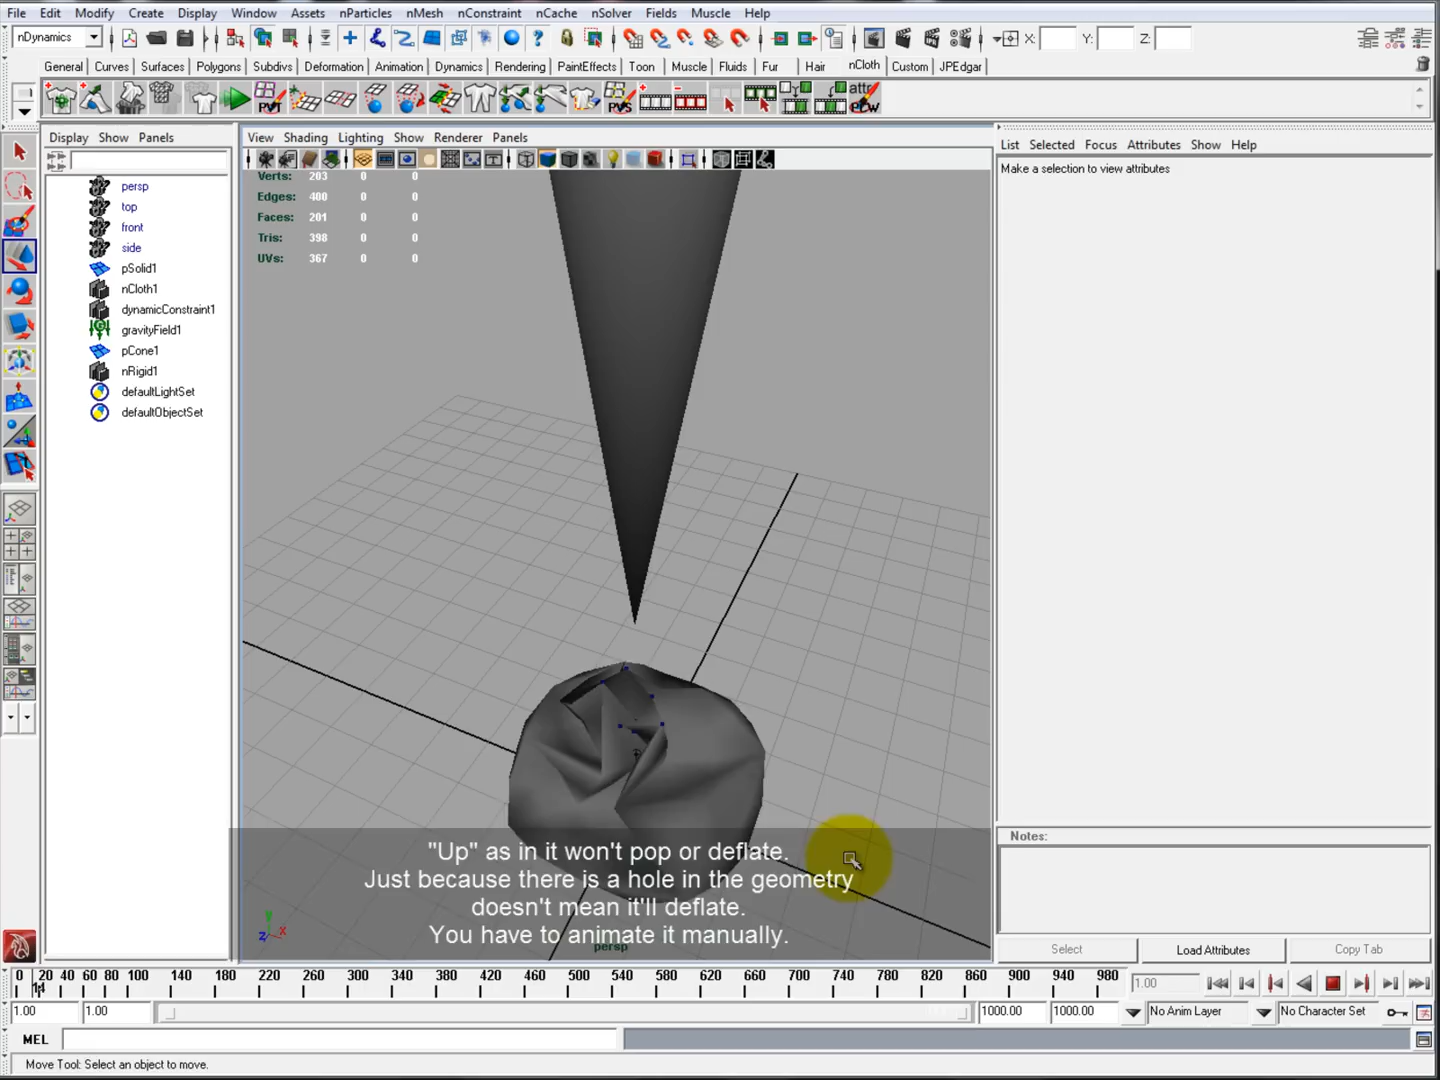 File Edit Modify Create Display Window Assets nParticles nMesh nConstraint nCache nSolver Fields Muscle Help
nDynamics X: Y: Z:
General Curves Surfaces Polygons Subdivs Deformation Animation Dynamics Rendering PaintEffects Toon Muscle Fluids Fur Hair nCloth Custom JPEdgar
PVT PVS attr PCW
Display Show Panels
View Shading Lighting Show Renderer Panels
List Selected Focus Attributes Show Help
Make a selection to view attributes
persp
top
front
side
pSolid1
nCloth1
dynamicConstraint1
gravityField1
pCone1
nRigid1
defaultLightSet
defaultObjectSet
Verts: 203 0 0
Edges: 400 0 0
Faces: 201 0 0
Tris: 398 0 0
UVs: 367 0 0
"Up" as in it won't pop or deflate.
Just because there is a hole in the geometry
doesn't mean it'll deflate.
You have to animate it manually.
persp
Y
Z X
Notes:
Select Load Attributes Copy Tab
0 20 40 60 80 100 140 180 220 260 300 340 380 420 460 500 540 580 620 660 700 740 780 820 860 900 940 980
14
1.00
1.00 1.00 1000.00 1000.00 No Anim Layer No Character Set
MEL
Move Tool: Select an object to move.